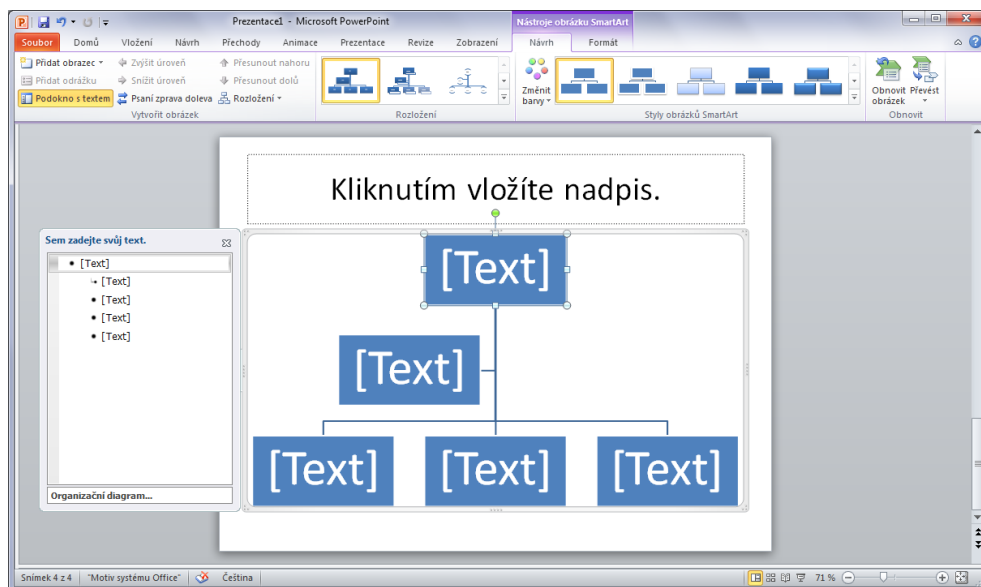 Prezentace1 - Microsoft PowerPoint
Nástroje obrázku SmartArt
Soubor Domů Vložení Návrh Přechody Animace Prezentace Revize Zobrazení Návrh Formát
Přidat obrazec Zvýšit úroveň Přesunout nahoru
Přidat odrážku Snížit úroveň Přesunout dolů
Podokno s textem Psaní zprava doleva Rozložení
Vytvořit obrázek
Rozložení
Změnit
barvy
Styly obrázků SmartArt
Obnovit Převést
obrázek
Obnovit
Kliknutím vložíte nadpis.
Sem zadejte svůj text.
[Text]
[Text]
[Text]
[Text]
[Text]
Organizační diagram...
[Text]
[Text]
[Text] [Text] [Text]
Snímek 4 z 4 "Motiv systému Office" Čeština 71 %